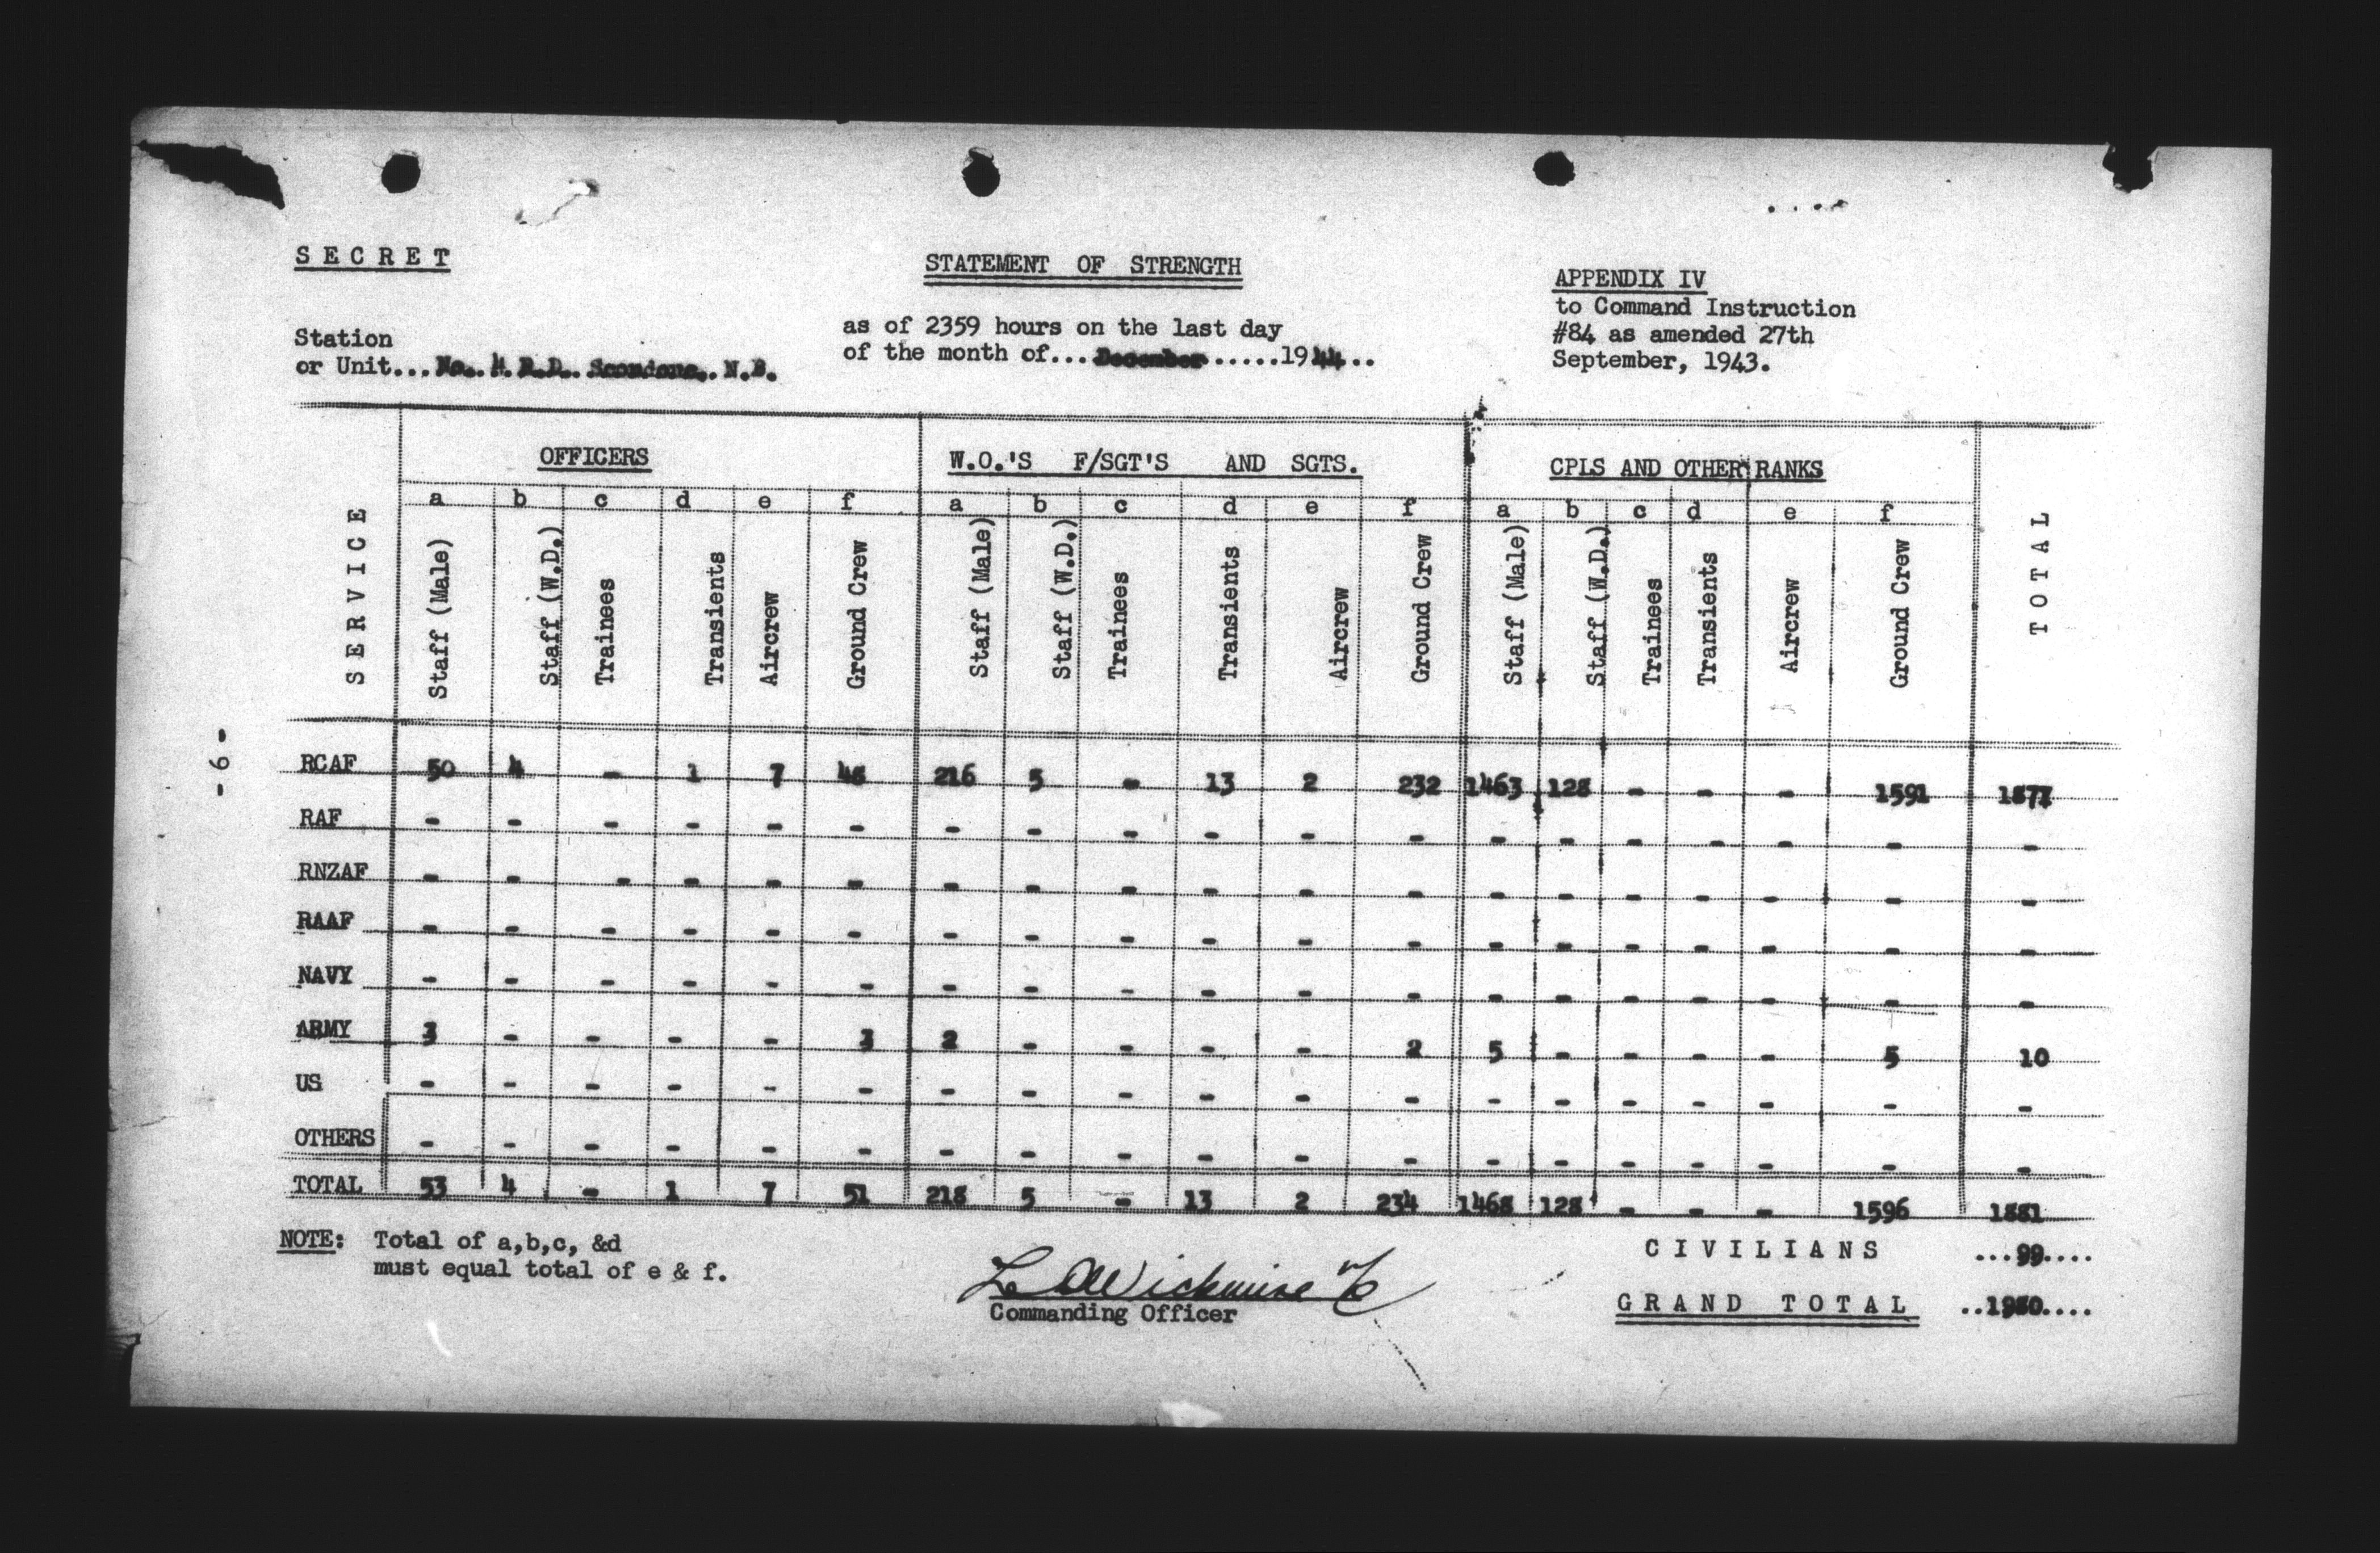 S E C R E T
STATEMENT OF STRENGTH
APPENDIX IV
to Command Instruction
#84 as amended 27th
September, 1943.
Station
or Unit...No. 4 R.D. Scoudouc, N.B.
as of 2359 hours on the last day
of the month of...December.....1944..
-6-
OFFICERS
W.O.'S F/SGT'S AND SGTS.
CPLS AND OTHER RANKS
a b c d e f a b c d e f a b c d e f
SERVICE Staff (Male) Staff (W.D.) Trainees Transients Aircrew Ground Crew Staff (Male) Staff (W.D.) Trainees Transients Aircrew Ground Crew Staff (Male) Staff (W.D.) Trainees Transients Aircrew Ground Crew TOTAL
RCAF 50 4 - 1 7 48 216 5 - 13 2 232 1463 128 - - - 1591
RAF - - - - - - - - - - - - - - - - - - -
RNZAF - - - - - - - - - - - - - - - - - - -
RAAF - - - - - - - - - - - - - - - - - - -
NAVY - - - - - - - - - - - - - - - - - - -
ARMY 3 - - - - 3 2 - - - - 2 5 - - - - 5 10
US - - - - - - - - - - - - - - - - - - -
OTHERS - - - - - - - - - - - - - - - - - - -
TOTAL 53 4 - 1 7 51 218 5 - 13 2 234 1468 128 - - - 1596 1881
NOTE: Total of a,b,c, &d
must equal total of e & f.
L. A. Wickwire
Commanding Officer
C I V I L I A N S ...99....
G R A N D T O T A L ..1980....